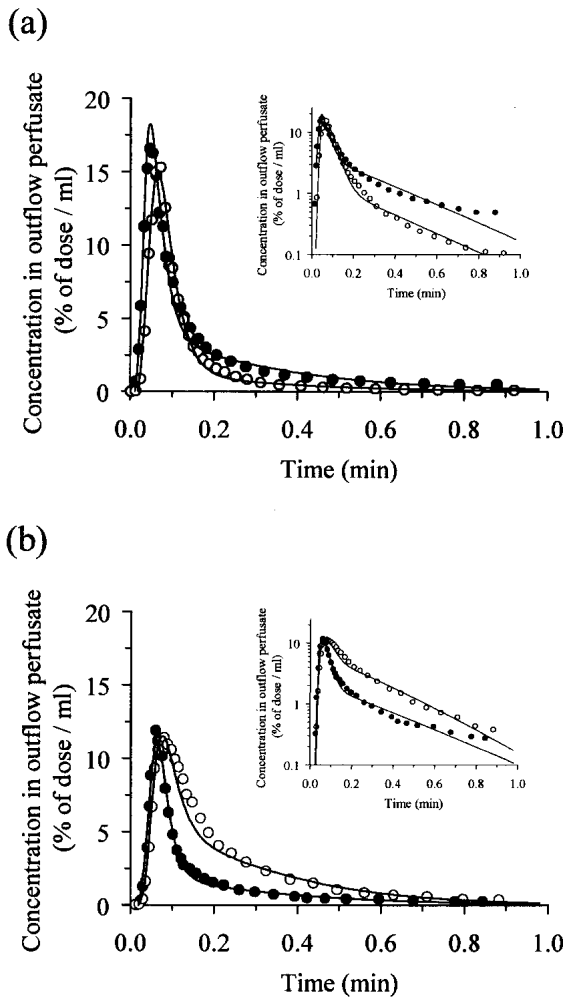 (a)
Concentration in outflow perfusate
(% of dose / ml)
20
15
10
5
0
0.0 0.2 0.4 0.6 0.8 1.0
Time (min)
Concentration in outflow perfusate
(% of dose / ml)
10
1
0.1
0.0 0.2 0.4 0.6 0.8 1.0
Time (min)
(b)
Concentration in outflow perfusate
(% of dose / ml)
20
15
10
5
0
0.0 0.2 0.4 0.6 0.8 1.0
Time (min)
Concentration in outflow perfusate
(% of dose / ml)
10
1
0.1
0.0 0.2 0.4 0.6 0.8 1.0
Time (min)